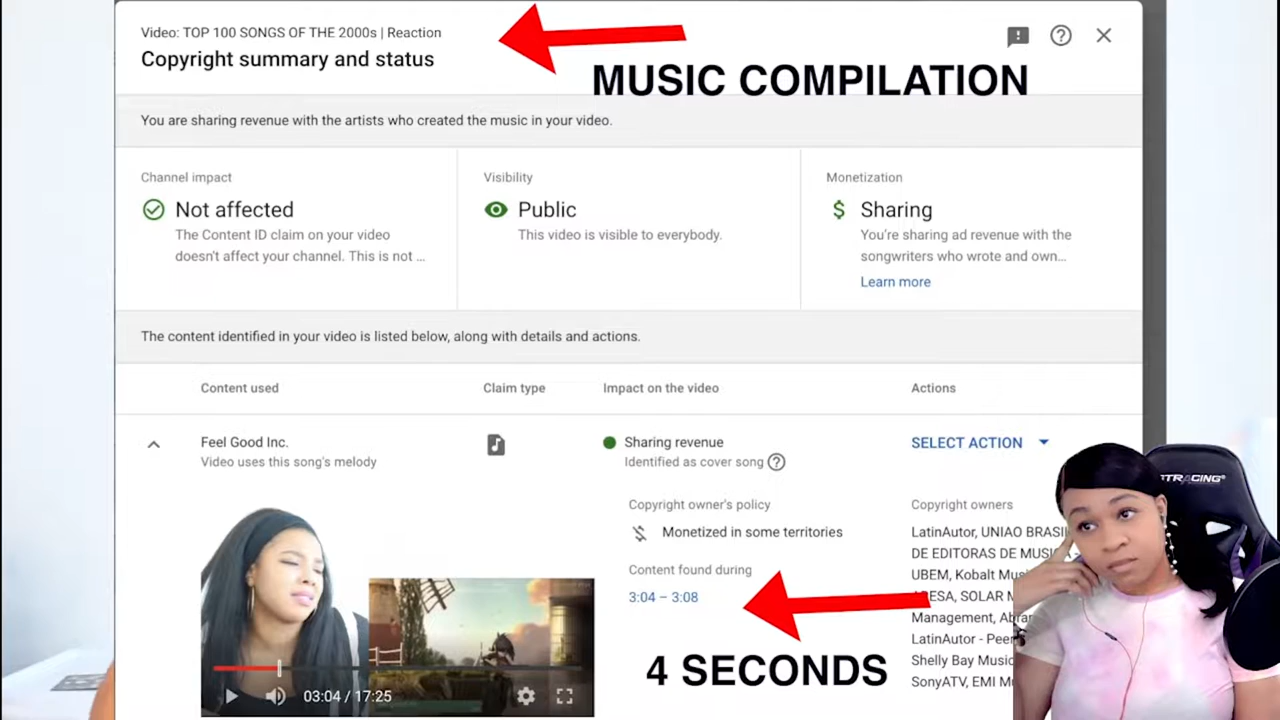 Video: TOP 100 SONGS OF THE 2000s | Reaction
Copyright summary and status
MUSIC COMPILATION
You are sharing revenue with the artists who created the music in your video.
Channel impact
Not affected
The Content ID claim on your video
doesn't affect your channel. This is not ...
Visibility
Public
This video is visible to everybody.
Monetization
$ Sharing
You're sharing ad revenue with the
songwriters who wrote and own...
Learn more
The content identified in your video is listed below, along with details and actions.
Content used
Claim type
Impact on the video
Actions
Feel Good Inc.
Video uses this song's melody
Sharing revenue
Identified as cover song
SELECT ACTION
Copyright owner's policy
Monetized in some territories
Content found during
3:04 – 3:08
4 SECONDS
Copyright owners
LatinAutor, UNIAO BRASI
DE EDITORAS DE MUSICA -
UBEM, Kobalt Mus
SOLAR M
Management, Abra
LatinAutor - Peer
Shelly Bay Music
SonyATV, EMI M
03:04 / 17:25
RACING